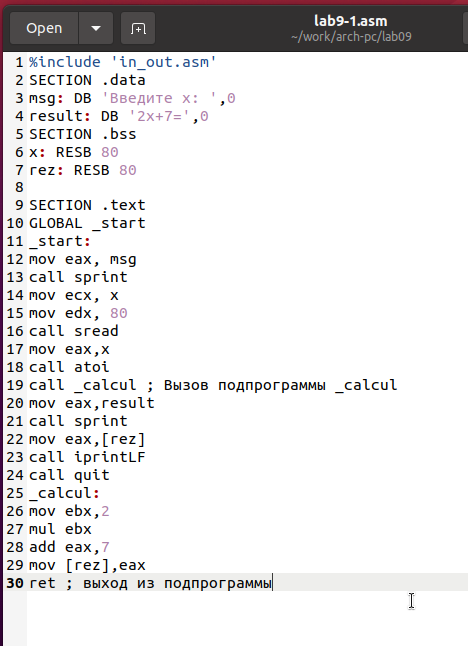 Open
lab9-1.asm
~/work/arch-pc/lab09
1 %include 'in_out.asm'
2 SECTION .data
3 msg: DB 'Введите x: ',0
4 result: DB '2x+7=',0
5 SECTION .bss
6 x: RESB 80
7 rez: RESB 80
8
9 SECTION .text
10 GLOBAL _start
11 _start:
12 mov eax, msg
13 call sprint
14 mov ecx, x
15 mov edx, 80
16 call sread
17 mov eax,x
18 call atoi
19 call _calcul ; Вызов подпрограммы _calcul
20 mov eax,result
21 call sprint
22 mov eax,[rez]
23 call iprintLF
24 call quit
25 _calcul:
26 mov ebx,2
27 mul ebx
28 add eax,7
29 mov [rez],eax
30 ret ; выход из подпрограммы